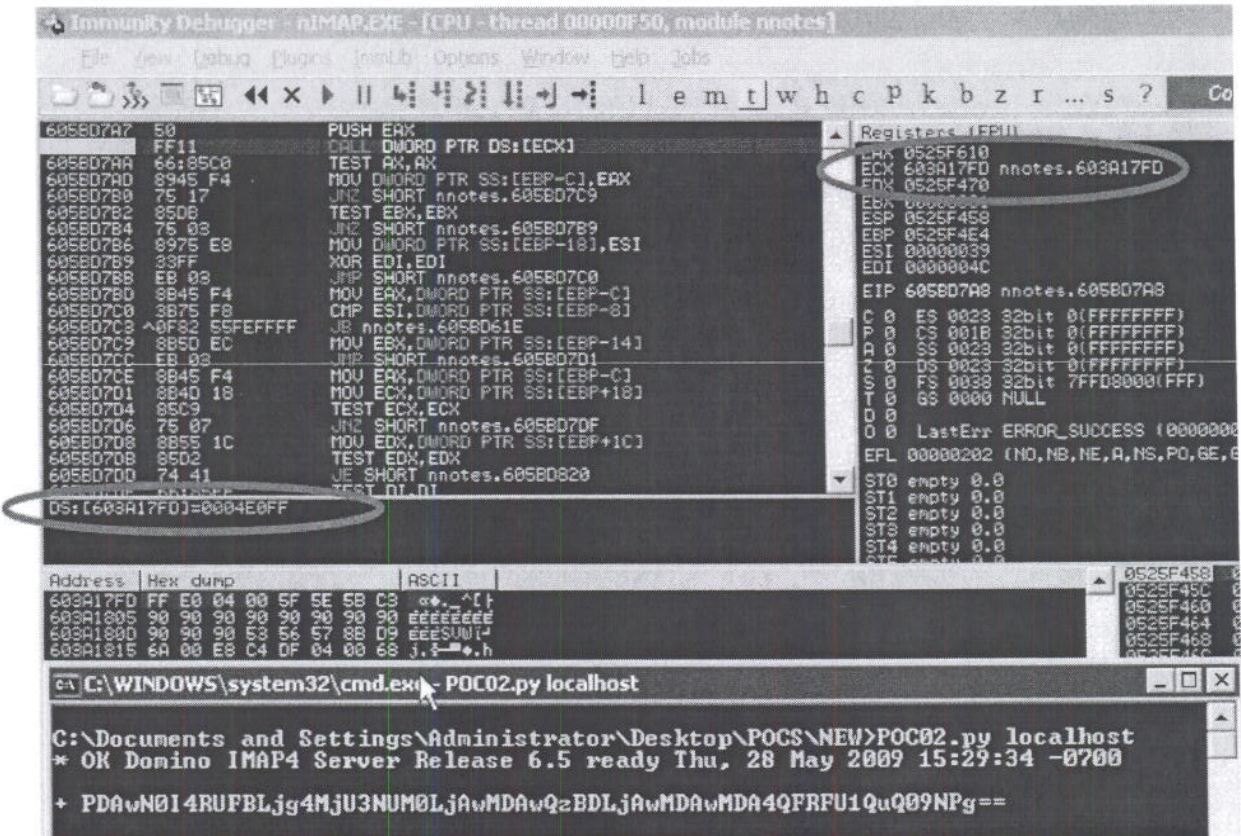 Immunity Debugger - nIMAP.EXE - [CPU - thread 00000F50, module nnotes]
File View Debug Plugins ImmLib Options Window Help Jobs
l e m t w h c P k b z r ... s ? Co
605BD7A7 50 PUSH EAX
FF11 CALL DWORD PTR DS:[ECX]
605BD7AA 66:85C0 TEST AX,AX
605BD7AD 8945 F4 MOV DWORD PTR SS:[EBP-C],EAX
605BD7B0 75 17 JNZ SHORT nnotes.605BD7C9
605BD7B2 85DB TEST EBX,EBX
605BD7B4 75 03 JNZ SHORT nnotes.605BD7B9
605BD7B6 8975 E8 MOV DWORD PTR SS:[EBP-18],ESI
605BD7B9 33FF XOR EDI,EDI
605BD7BB EB 03 JMP SHORT nnotes.605BD7C0
605BD7BD 8B45 F4 MOV EAX,DWORD PTR SS:[EBP-C]
605BD7C0 3B75 F8 CMP ESI,DWORD PTR SS:[EBP-8]
605BD7C3 ^0F82 55FEFFFF JB nnotes.605BD61E
605BD7C9 8B5D EC MOV EBX,DWORD PTR SS:[EBP-14]
605BD7CC EB 03 JMP SHORT nnotes.605BD7D1
605BD7CE 8B45 F4 MOV EAX,DWORD PTR SS:[EBP-C]
605BD7D1 8B4D 18 MOV ECX,DWORD PTR SS:[EBP+18]
605BD7D4 85C9 TEST ECX,ECX
605BD7D6 75 07 JNZ SHORT nnotes.605BD7DF
605BD7D8 8B55 1C MOV EDX,DWORD PTR SS:[EBP+1C]
605BD7DB 85D2 TEST EDX,EDX
605BD7DD 74 41 JE SHORT nnotes.605BD820
TEST DI,DI
DS:[603A17FD]=0004E0FF
Registers (FPU)
EAX 0525F610
ECX 603A17FD nnotes.603A17FD
EDX 0525F470
EBX
ESP 0525F458
EBP 0525F4E4
ESI 00000039
EDI 0000004C
EIP 605BD7A8 nnotes.605BD7A8
C 0 ES 0023 32bit 0(FFFFFFFF)
P 0 CS 001B 32bit 0(FFFFFFFF)
A 0 SS 0023 32bit 0(FFFFFFFF)
Z 0 DS 0023 32bit 0(FFFFFFFF)
S 0 FS 0038 32bit 7FFD8000(FFF)
T 0 GS 0000 NULL
D 0
O 0 LastErr ERROR_SUCCESS (0000000
EFL 00000202 (NO,NB,NE,A,NS,PO,GE,G
ST0 empty 0.0
ST1 empty 0.0
ST2 empty 0.0
ST3 empty 0.0
ST4 empty 0.0
ST5 empty 0.0
Address Hex dump ASCII
603A17FD FF E0 04 00 5F 5E 5B C3
603A1805 90 90 90 90 90 90 90 90 ÉÉÉÉÉÉÉÉ
603A180D 90 90 90 53 56 57 8B D9
603A1815 6A 00 E8 C4 DF 04 00 68
0525F458
0525F45C
0525F460
0525F464
0525F468
0525F46C
C:\WINDOWS\system32\cmd.exe - POC02.py localhost
C:\Documents and Settings\Administrator\Desktop\POCS\NEW>POC02.py localhost
* OK Domino IMAP4 Server Release 6.5 ready Thu, 28 May 2009 15:29:34 -0700
+ PDAwN0I4RUFBLjg4MjU3NUM0LjAwMDAwQzBDLjAwMDAwMDA4QFRFU1QuQ09NPg==